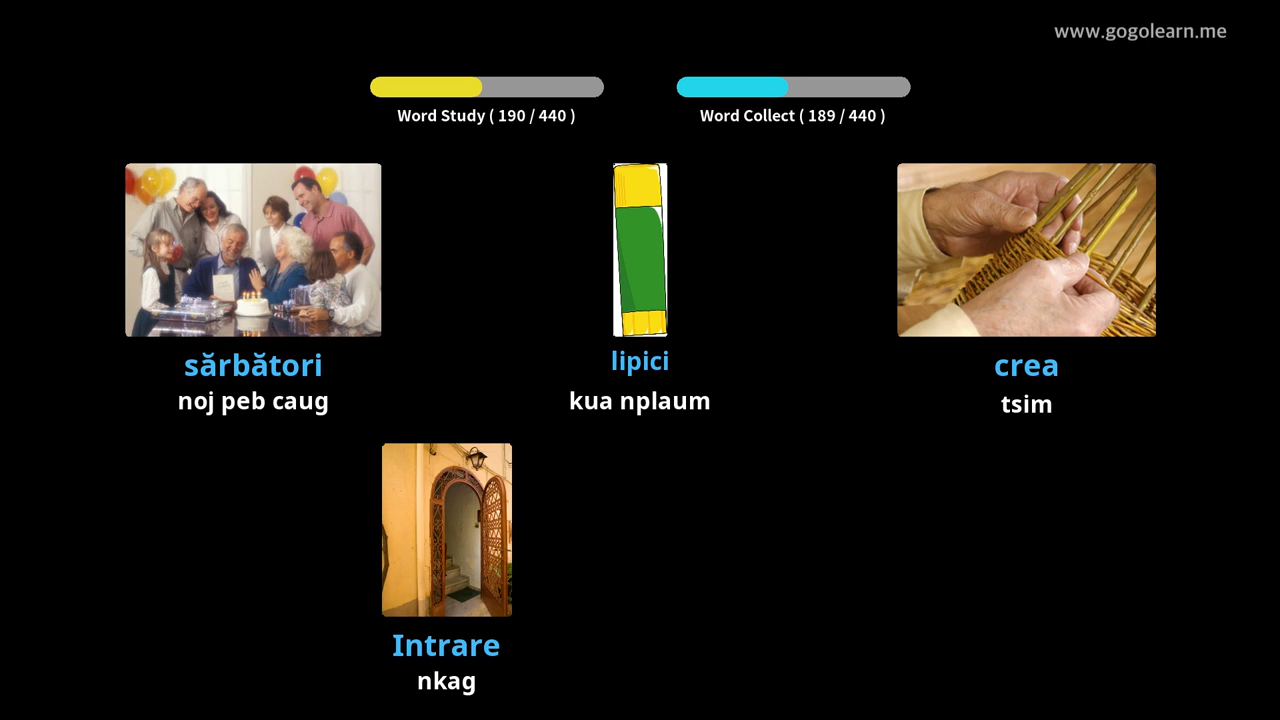 www.gogolearn.me
Word Study ( 190 / 440 )
Word Collect ( 189 / 440 )
sărbători
noj peb caug
lipici
kua nplaum
crea
tsim
Intrare
nkag